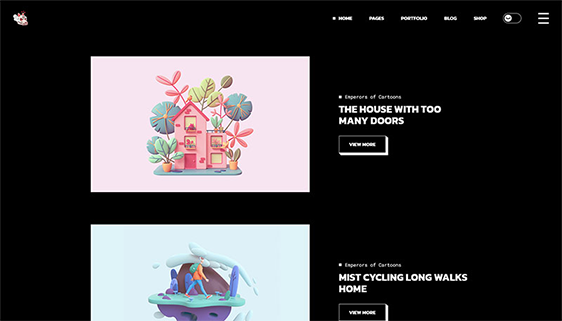 HOME PAGES PORTFOLIO BLOG SHOP
Emperors of Cartoons
THE HOUSE WITH TOO
MANY DOORS
VIEW MORE
Emperors of Cartoons
MIST CYCLING LONG WALKS
HOME
VIEW MORE